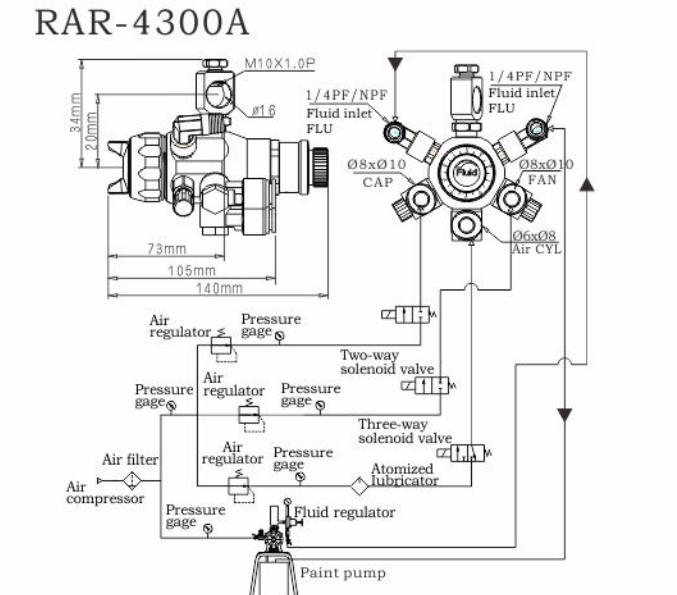 RAR-4300A
M10X1.0P
ø16
34mm
20mm
73mm
105mm
140mm
1/4PF/NPF
Fluid inlet
FLU
1/4PF/NPF
Fluid inlet
FLU
Ø8xØ10
CAP
Fluid
Ø8xØ10
FAN
Ø6xØ8
Air CYL
Air
regulator
Pressure
gage
Two-way
solenoid valve
Pressure
gage
Air
regulator
Pressure
gage
Three-way
solenoid valve
Air filter
Air
regulator
Pressure
gage
Atomized
lubricator
Air
compressor
Pressure
gage
Fluid regulator
Paint pump